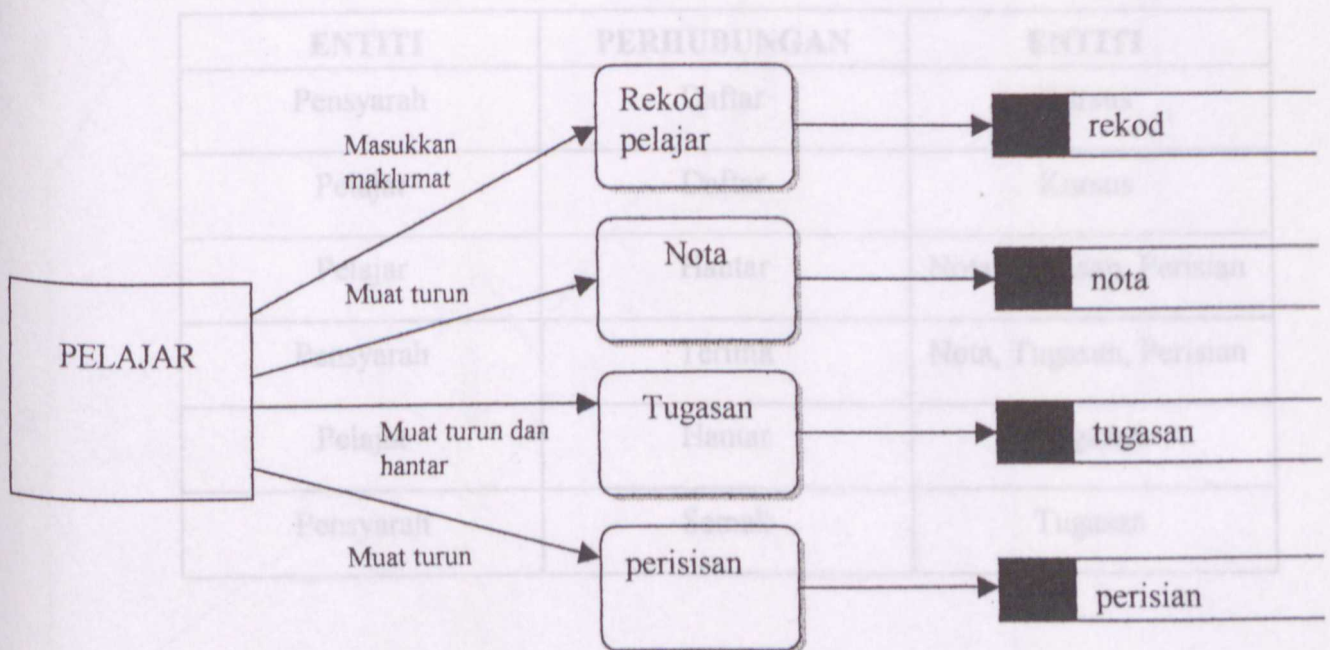 ENTITI PERHUBUNGAN ENTITI
Pensyarah Daftar
Rekod
pelajar
rekod
Masukkan
maklumat
Pelajar Daftar Kursus
Nota
nota
Pelajar Hantar Perisian
Muat turun
PELAJAR
Pensyarah Terima Nota, Tugasan, Perisian
Tugasan
tugasan
Muat turun dan
hantar
Pelajar Hantar
Pensyarah Semak Tugasan
Muat turun
perisisan
perisian